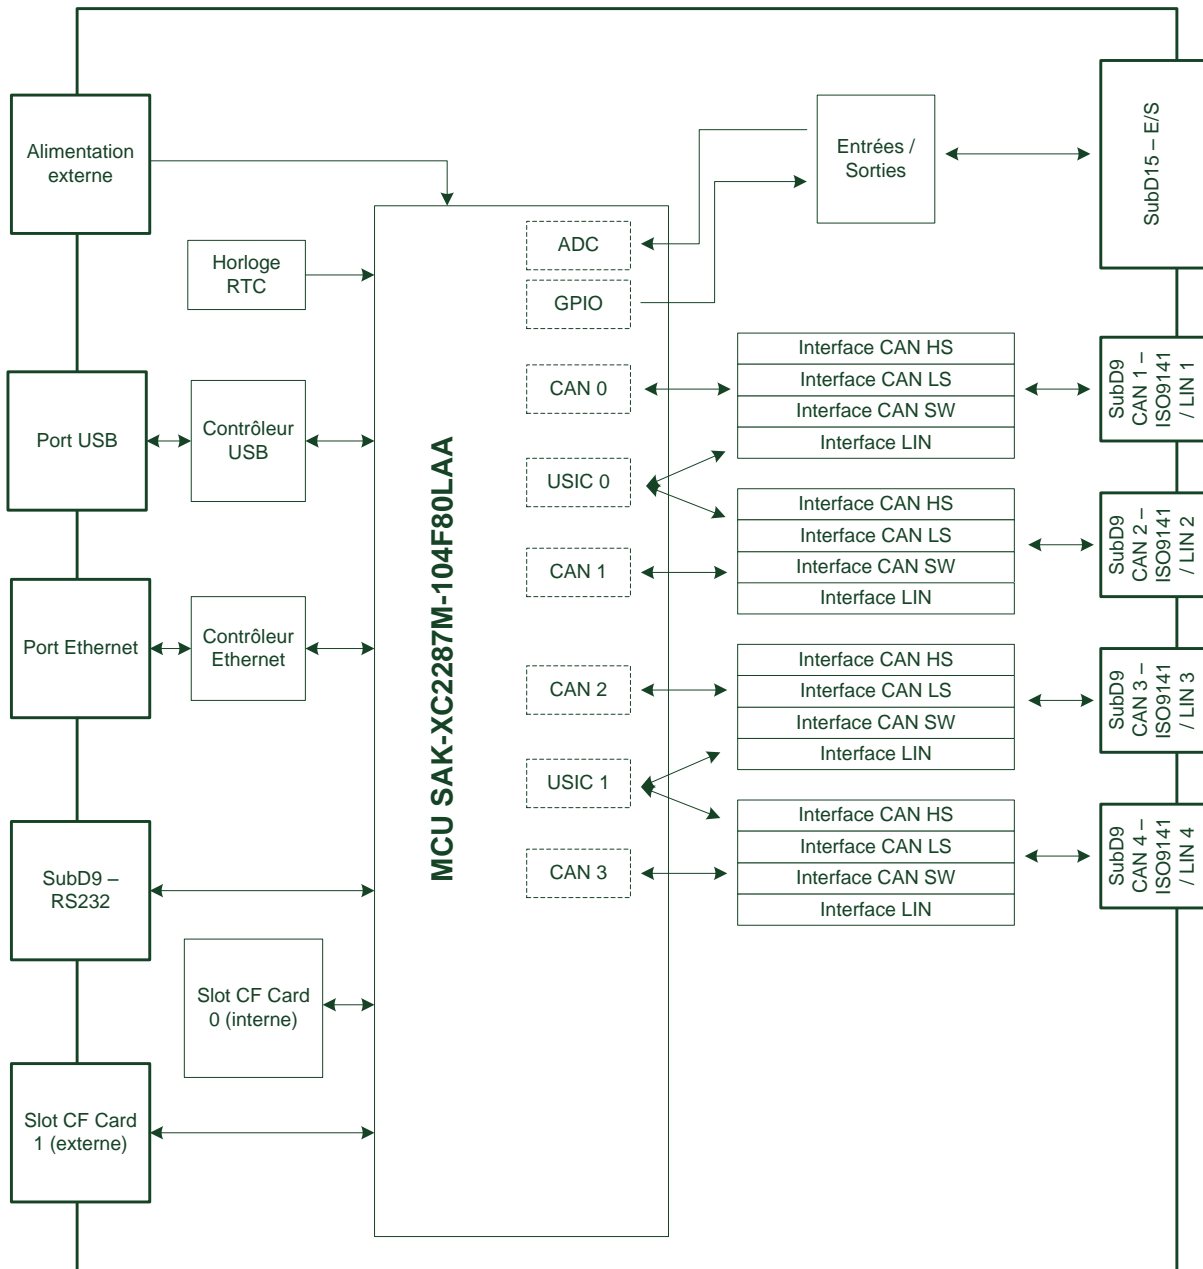 Alimentation
externe
Horloge
RTC
Port USB
Contrôleur
USB
Port Ethernet
Contrôleur
Ethernet
SubD9 –
RS232
Slot CF Card
0 (interne)
Slot CF Card
1 (externe)
MCU SAK-XC2287M-104F80LAA
ADC
GPIO
CAN 0
USIC 0
CAN 1
CAN 2
USIC 1
CAN 3
Entrées /
Sorties
Interface CAN HS
Interface CAN LS
Interface CAN SW
Interface LIN
Interface CAN HS
Interface CAN LS
Interface CAN SW
Interface LIN
Interface CAN HS
Interface CAN LS
Interface CAN SW
Interface LIN
Interface CAN HS
Interface CAN LS
Interface CAN SW
Interface LIN
SubD15 – E/S
SubD9
CAN 1 –
ISO9141
/ LIN 1
SubD9
CAN 2 –
ISO9141
/ LIN 2
SubD9
CAN 3 –
ISO9141
/ LIN 3
SubD9
CAN 4 –
ISO9141
/ LIN 4